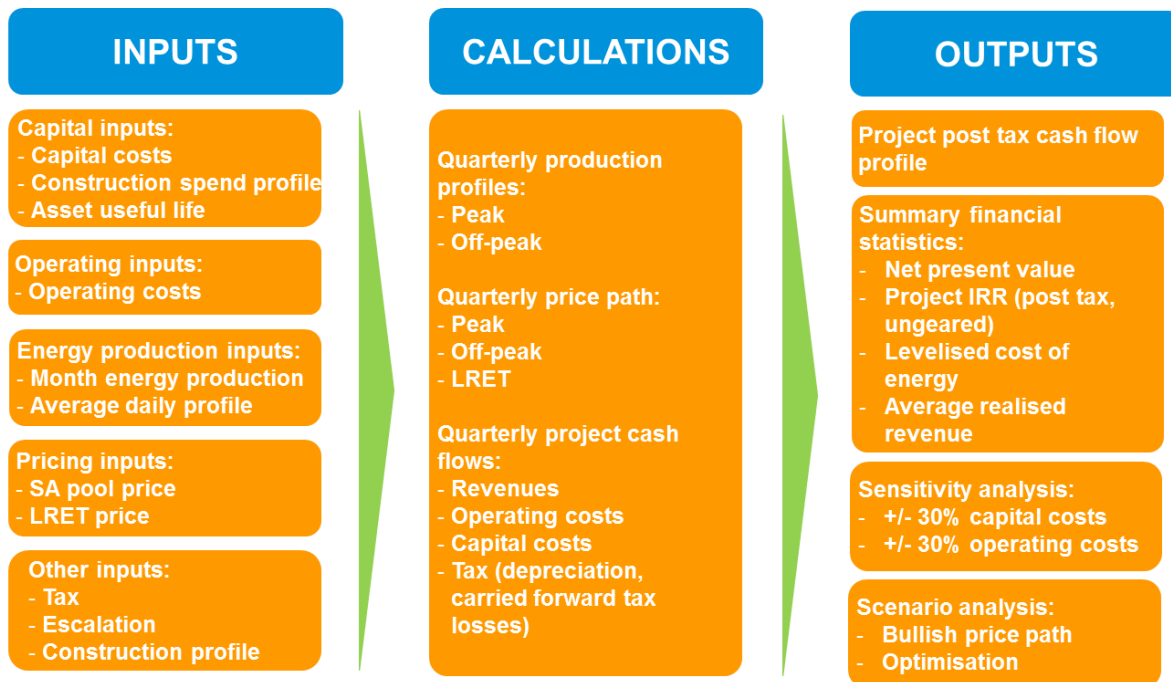 INPUTS
Capital inputs:
- Capital costs
- Construction spend profile
- Asset useful life
Operating inputs:
- Operating costs
Energy production inputs:
- Month energy production
- Average daily profile
Pricing inputs:
- SA pool price
- LRET price
Other inputs:
- Tax
- Escalation
- Construction profile
CALCULATIONS
Quarterly production
profiles:
- Peak
- Off-peak
Quarterly price path:
- Peak
- Off-peak
- LRET
Quarterly project cash
flows:
- Revenues
- Operating costs
- Capital costs
- Tax (depreciation,
carried forward tax
losses)
OUTPUTS
Project post tax cash flow
profile
Summary financial
statistics:
- Net present value
- Project IRR (post tax,
ungeared)
- Levelised cost of
energy
- Average realised
revenue
Sensitivity analysis:
- +/- 30% capital costs
- +/- 30% operating costs
Scenario analysis:
- Bullish price path
- Optimisation